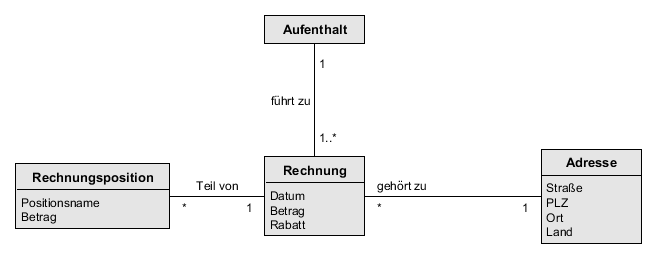 Aufenthalt
1
führt zu
1..*
Rechnungsposition
Positionsname
Betrag
Teil von
*
1
Rechnung
Datum
Betrag
Rabatt
gehört zu
*
1
Adresse
Straße
PLZ
Ort
Land